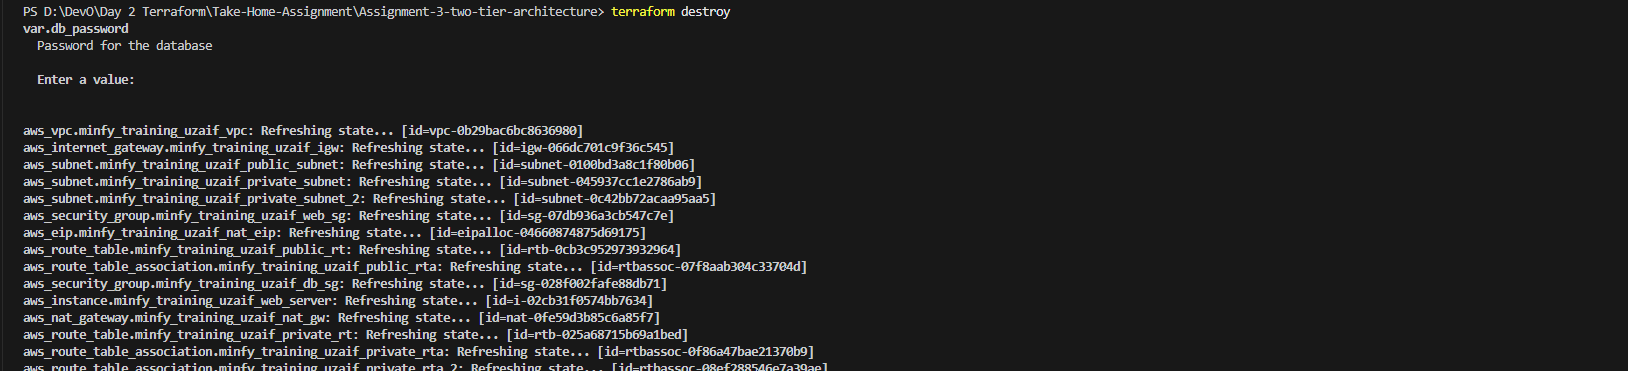 PS D:\DevO\Day 2 Terraform\Take-Home-Assignment\Assignment-3-two-tier-architecture> terraform destroy
var.db_password
  Password for the database
  Enter a value:
aws_vpc.minfy_training_uzaif_vpc: Refreshing state... [id=vpc-0b29bac6bc8636980]
aws_internet_gateway.minfy_training_uzaif_igw: Refreshing state... [id=igw-066dc701c9f36c545]
aws_subnet.minfy_training_uzaif_public_subnet: Refreshing state... [id=subnet-0100bd3a8c1f80b06]
aws_subnet.minfy_training_uzaif_private_subnet: Refreshing state... [id=subnet-045937cc1e2786ab9]
aws_subnet.minfy_training_uzaif_private_subnet_2: Refreshing state... [id=subnet-0c42bb72acaa95aa5]
aws_security_group.minfy_training_uzaif_web_sg: Refreshing state... [id=sg-07db936a3cb547c7e]
aws_eip.minfy_training_uzaif_nat_eip: Refreshing state... [id=eipalloc-04660874875d69175]
aws_route_table.minfy_training_uzaif_public_rt: Refreshing state... [id=rtb-0cb3c952973932964]
aws_route_table_association.minfy_training_uzaif_public_rta: Refreshing state... [id=rtbassoc-07f8aab304c33704d]
aws_security_group.minfy_training_uzaif_db_sg: Refreshing state... [id=sg-028f002fafe88db71]
aws_instance.minfy_training_uzaif_web_server: Refreshing state... [id=i-02cb31f0574bb7634]
aws_nat_gateway.minfy_training_uzaif_nat_gw: Refreshing state... [id=nat-0fe59d3b85c6a85f7]
aws_route_table.minfy_training_uzaif_private_rt: Refreshing state... [id=rtb-025a68715b69a1bed]
aws_route_table_association.minfy_training_uzaif_private_rta: Refreshing state... [id=rtbassoc-0f86a47bae21370b9]
aws_route_table_association.minfy_training_uzaif_private_rta_2: Refreshing state... [id=rtbassoc-08ef288546e7a39ae]